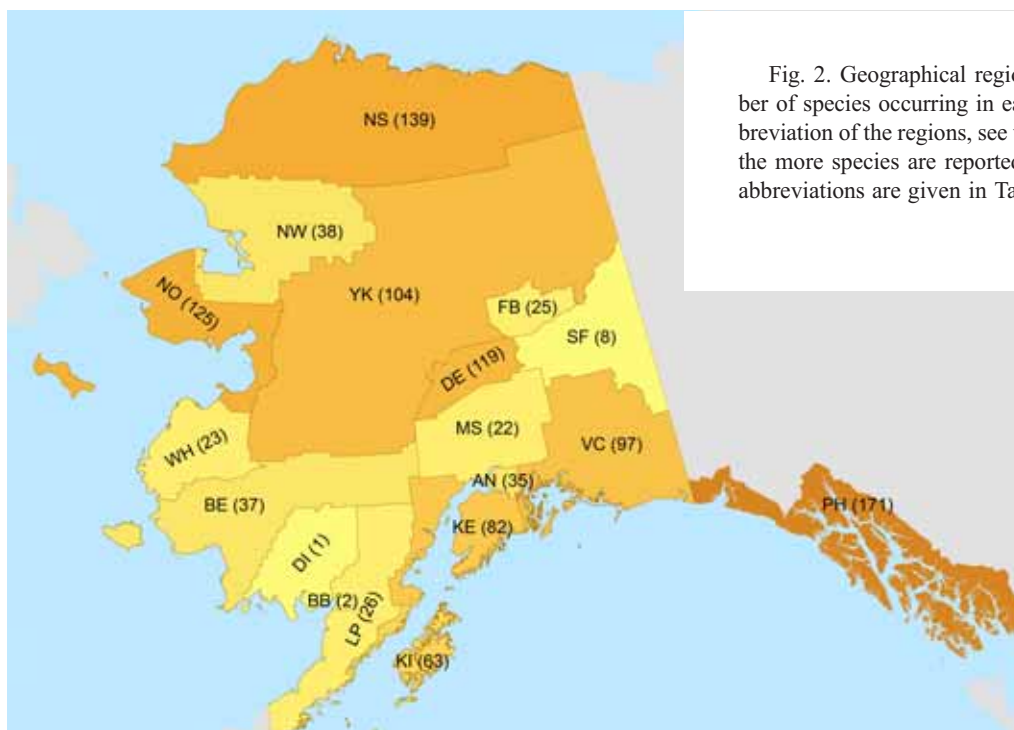 Fig. 2. Geographical regio
ber of species occurring in ea
breviation of the regions, see
the more species are reported
abbreviations are given in Ta
NS (139)
NW (38)
NO (125)
YK (104)
FB (25)
SF (8)
DE (119)
MS (22)
WH (23)
VC (97)
AN (35)
BE (37)
KE (82)
PH (171)
DI (1)
BB (2)
LP (26)
KI (63)